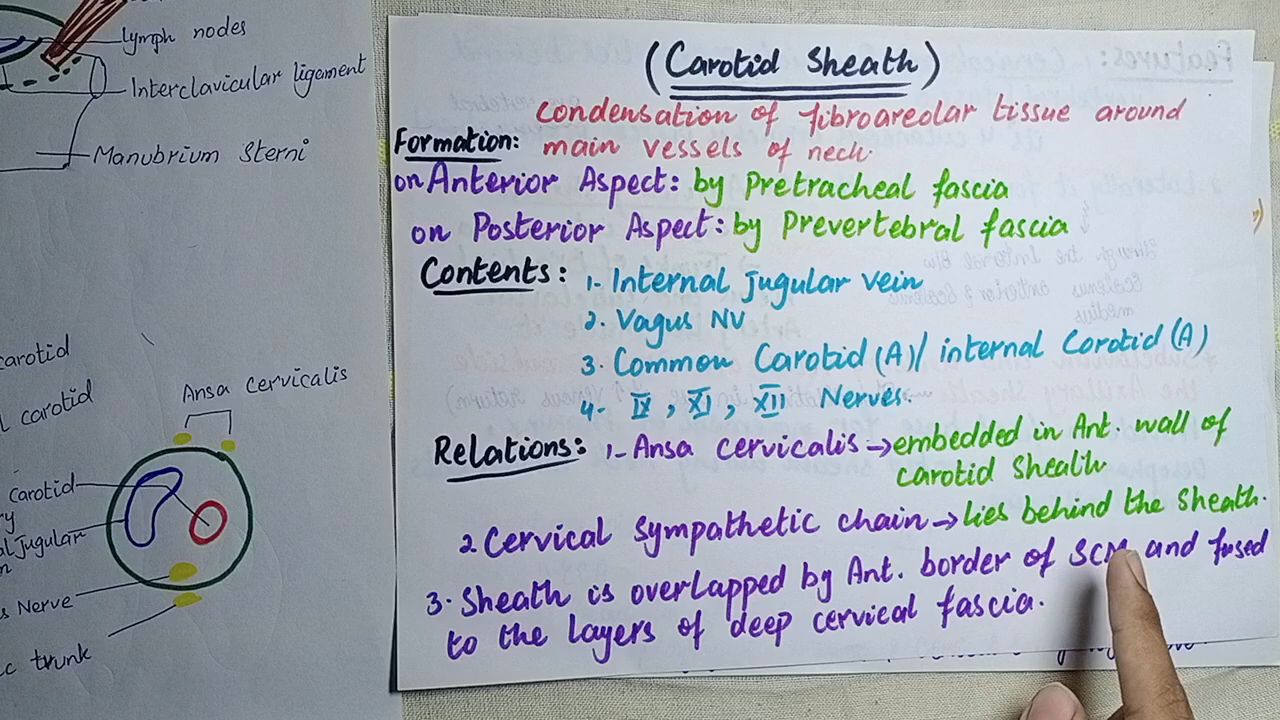 lymph nodes
Interclavicular ligament
Manubrium Sterni
carotid
carotid
Ansa cervicalis
carotid
jugular
Nerve
trunk
(Carotid Sheath)
Condensation of fibroareolar tissue around
Formation: main vessels of neck.
on Anterior Aspect: by Pretracheal fascia
on Posterior Aspect: by Prevertebral fascia
Contents: 1. Internal jugular vein
2. Vagus NV
3. Common Carotid (A)/ internal Corotid (A)
4. IX, XI, XII Nerves.
Relations: 1- Ansa cervicalis → embedded in Ant. wall of
carotid Sheath
2 Cervical Sympathetic chain → lies behind the Sheath.
3. Sheath is overlapped by Ant. border of SCM and fused
to the layers of deep cervical fascia.